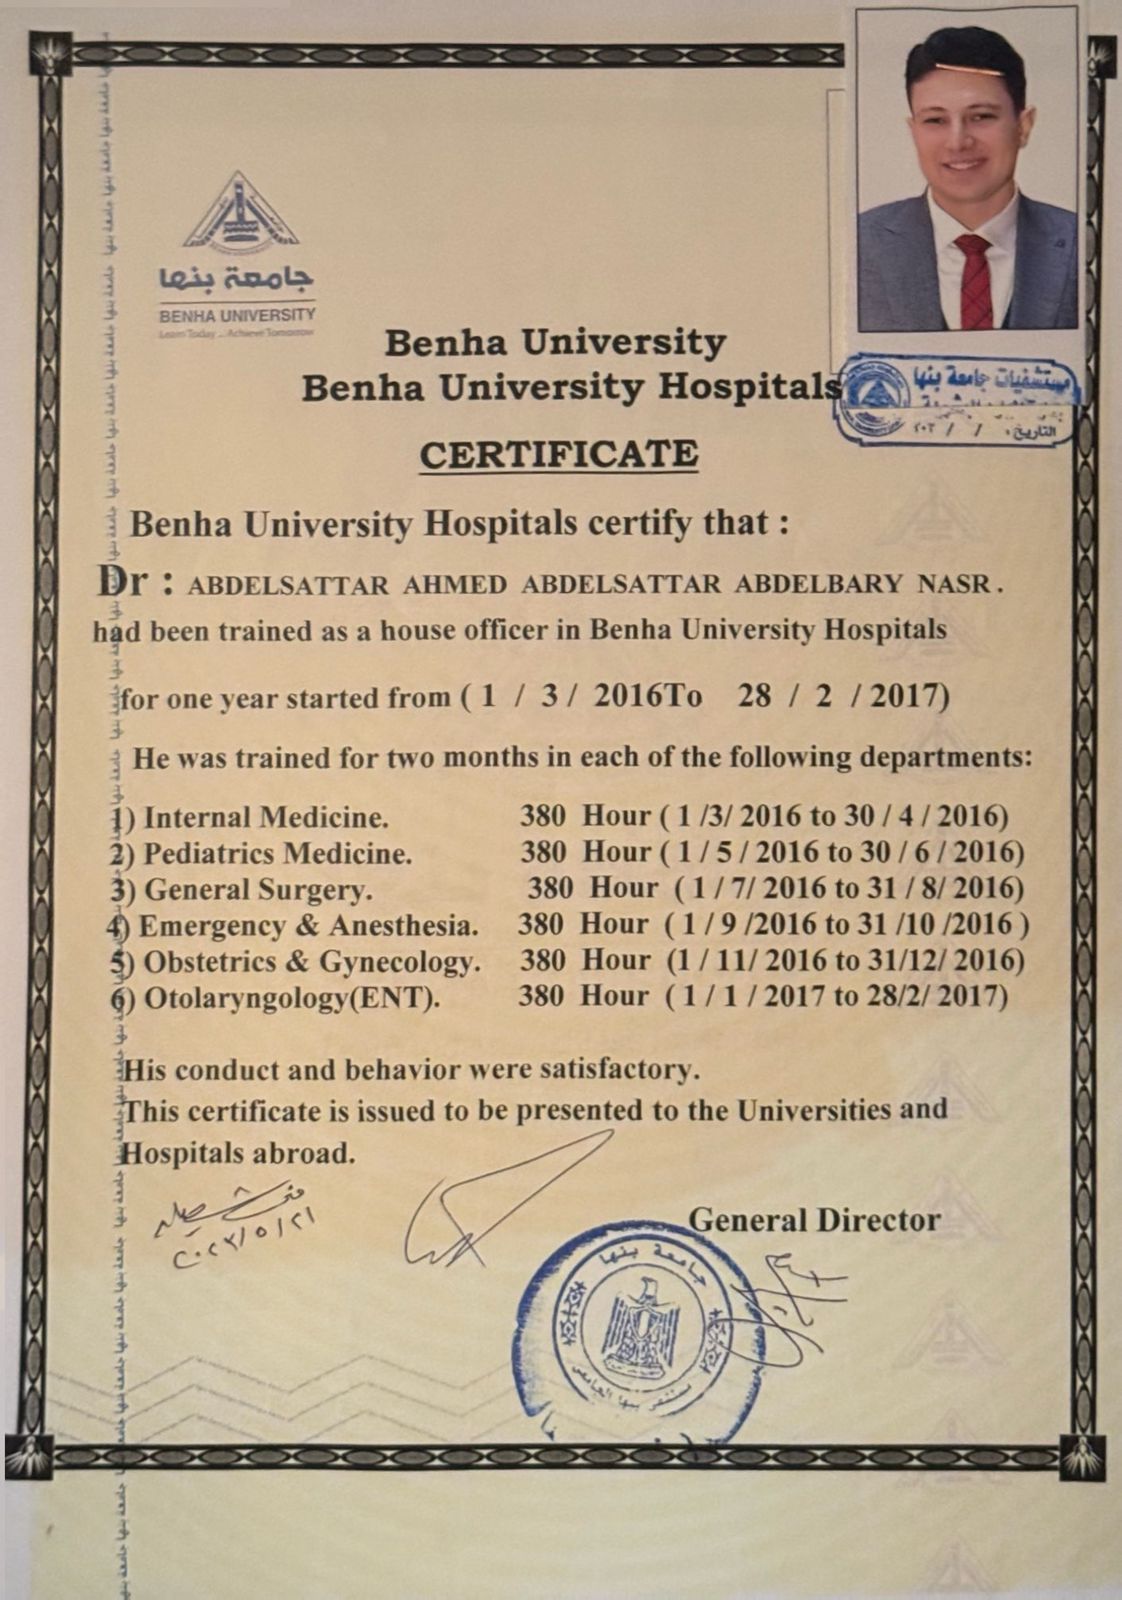 جامعة بنها
BENHA UNIVERSITY
Learn Today ... Achieve Tomorrow
Benha University
Benha University Hospitals
مستشفيات جامعة بنها
التاريخ: / / ٢٠٢
CERTIFICATE
Benha University Hospitals certify that :
Dr : ABDELSATTAR AHMED ABDELSATTAR ABDELBARY NASR .
had been trained as a house officer in Benha University Hospitals
for one year started from ( 1 / 3 / 2016To 28 / 2 / 2017)
He was trained for two months in each of the following departments:
1) Internal Medicine. 380 Hour ( 1 /3/ 2016 to 30 / 4 / 2016)
2) Pediatrics Medicine. 380 Hour ( 1 / 5 / 2016 to 30 / 6 / 2016)
3) General Surgery. 380 Hour ( 1 / 7/ 2016 to 31 / 8/ 2016)
4) Emergency & Anesthesia. 380 Hour ( 1 / 9 /2016 to 31 /10 /2016 )
5) Obstetrics & Gynecology. 380 Hour (1 / 11/ 2016 to 31/12/ 2016)
6) Otolaryngology(ENT). 380 Hour ( 1 / 1 / 2017 to 28/2/ 2017)
His conduct and behavior were satisfactory.
This certificate is issued to be presented to the Universities and
Hospitals abroad.
٢٠٢٣/٥/٢١
General Director
جامعة بنها
مستشفى بنها الجامعى